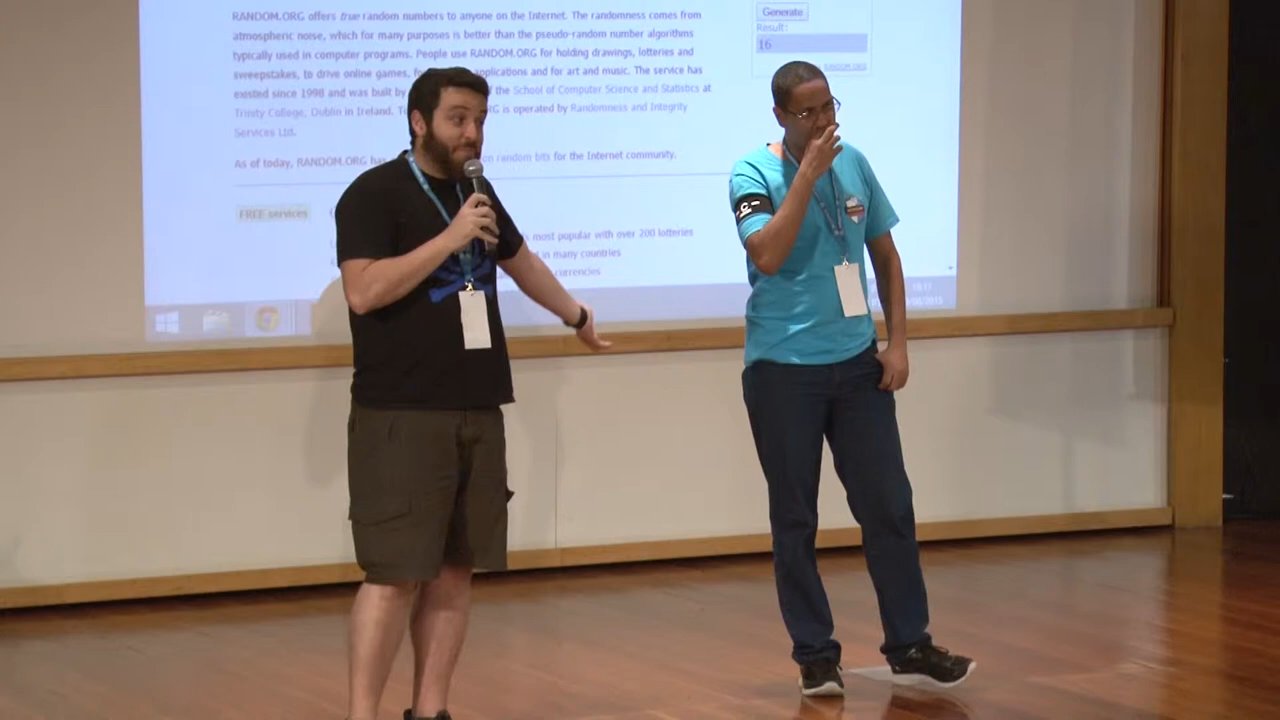 RANDOM.ORG offers true random numbers to anyone on the Internet. The randomness comes from
atmospheric noise, which for many purposes is better than the pseudo-random number algorithms
typically used in computer programs. People use RANDOM.ORG for holding drawings, lotteries and
sweepstakes, to drive online games, applications and for art and music. The service has
existed since 1998 and was built by of the School of Computer Science and Statistics at
Trinity College, Dublin in Ireland. is operated by Randomness and Integrity
Services Ltd.
As of today, RANDOM.ORG has random bits for the Internet community.
FREE services
most popular with over 200 lotteries
in many countries
currencies
Generate
Result:
16
RANDOM.ORG